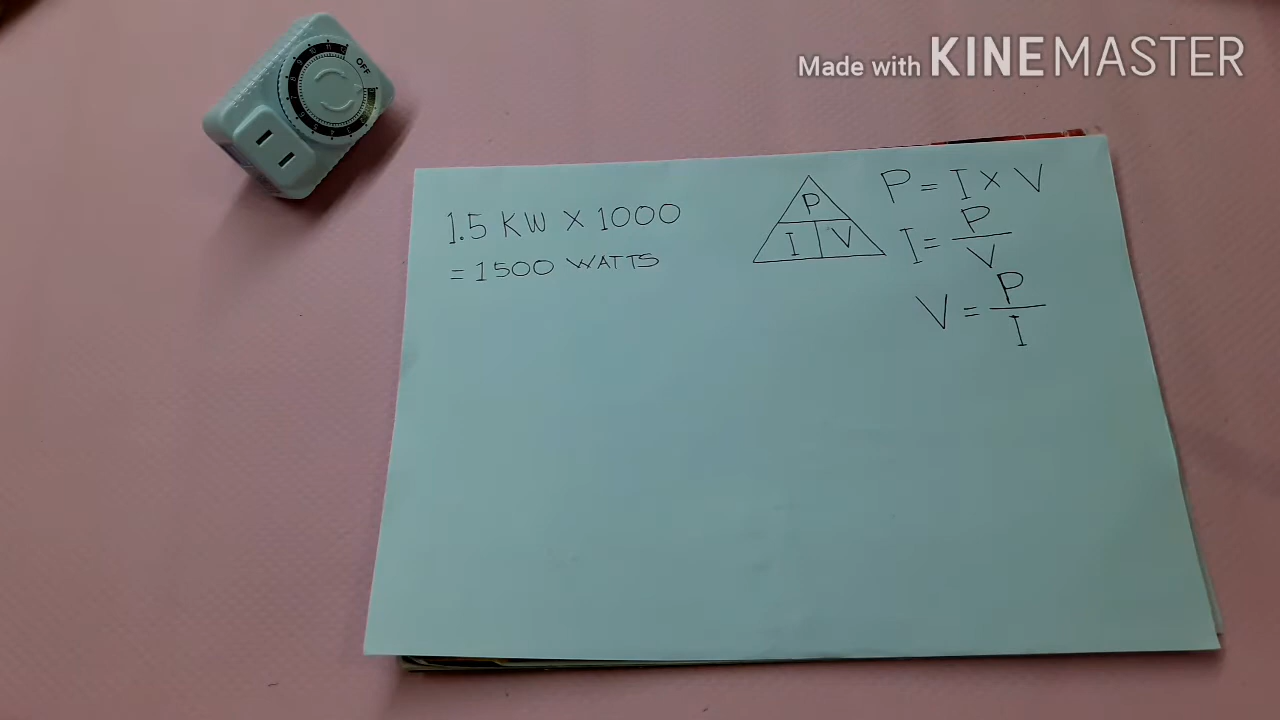 Made with KINEMASTER
OFF
1.5 KW X 1000
= 1500 WATTS
P
I V
P = I X V
I = P / V
V = P / I